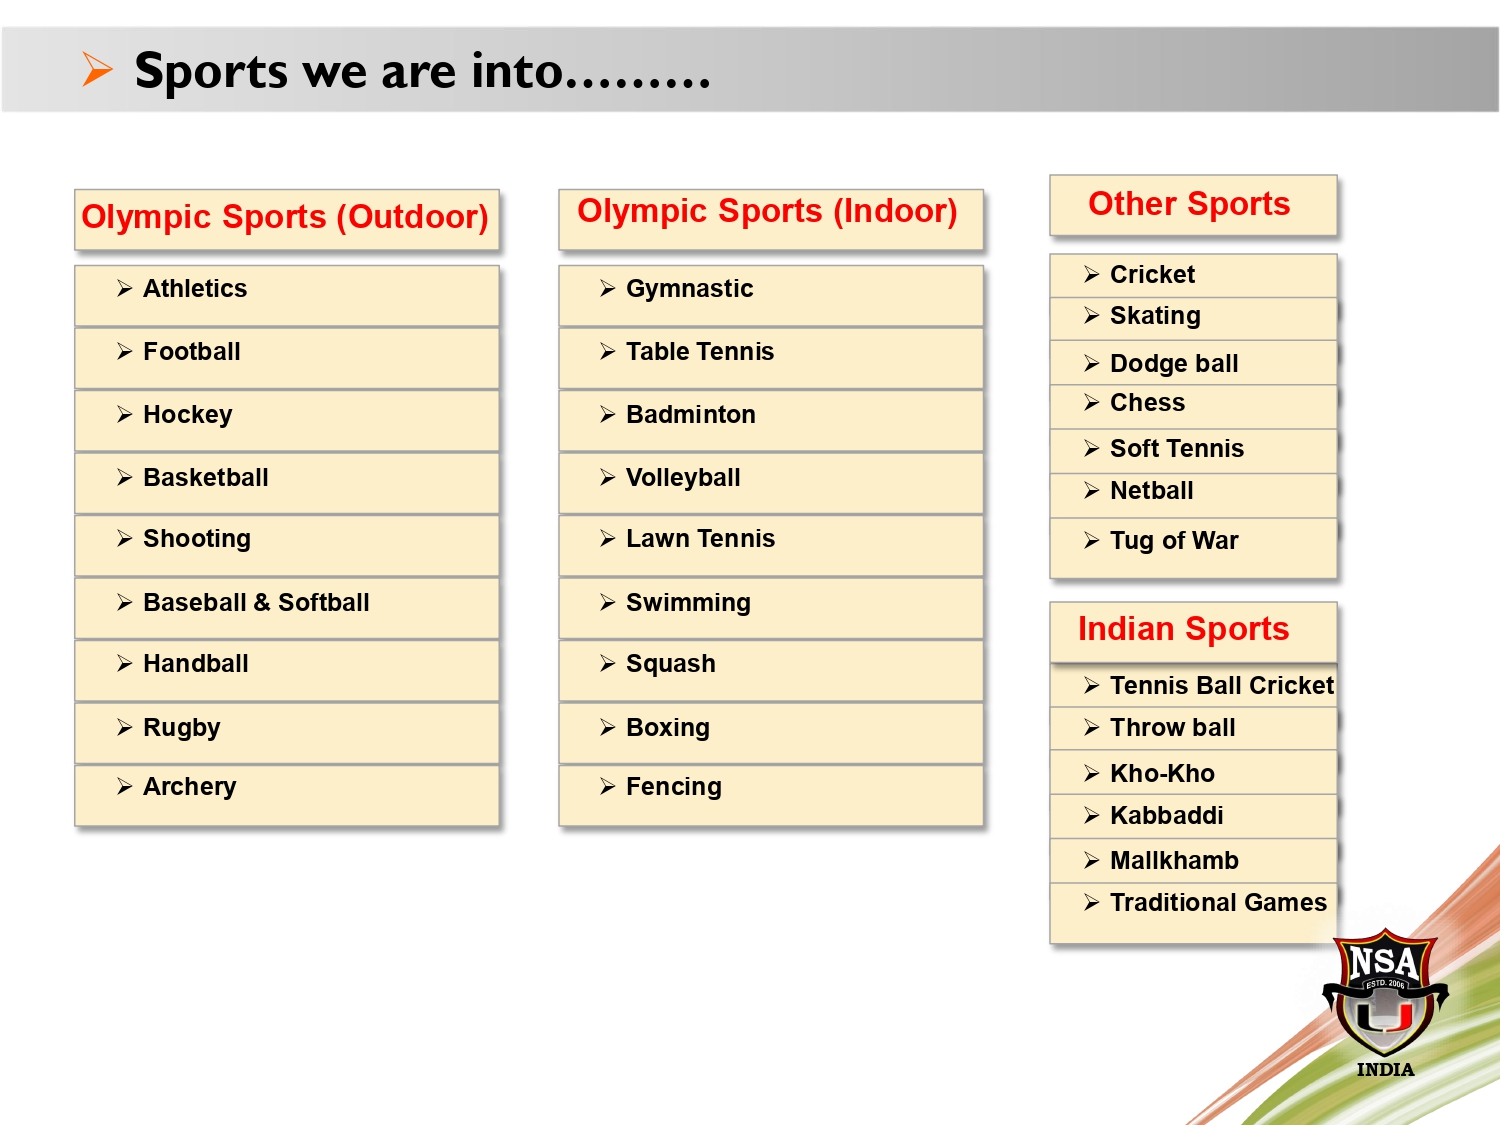 Sports we are into.........
Olympic Sports (Outdoor)
Athletics
Football
Hockey
Basketball
Shooting
Baseball & Softball
Handball
Rugby
Archery
Olympic Sports (Indoor)
Gymnastic
Table Tennis
Badminton
Volleyball
Lawn Tennis
Swimming
Squash
Boxing
Fencing
Other Sports
Cricket
Skating
Dodge ball
Chess
Soft Tennis
Netball
Tug of War
Indian Sports
Tennis Ball Cricket
Throw ball
Kho-Kho
Kabbaddi
Mallkhamb
Traditional Games
NSA
ESTD. 2006
INDIA